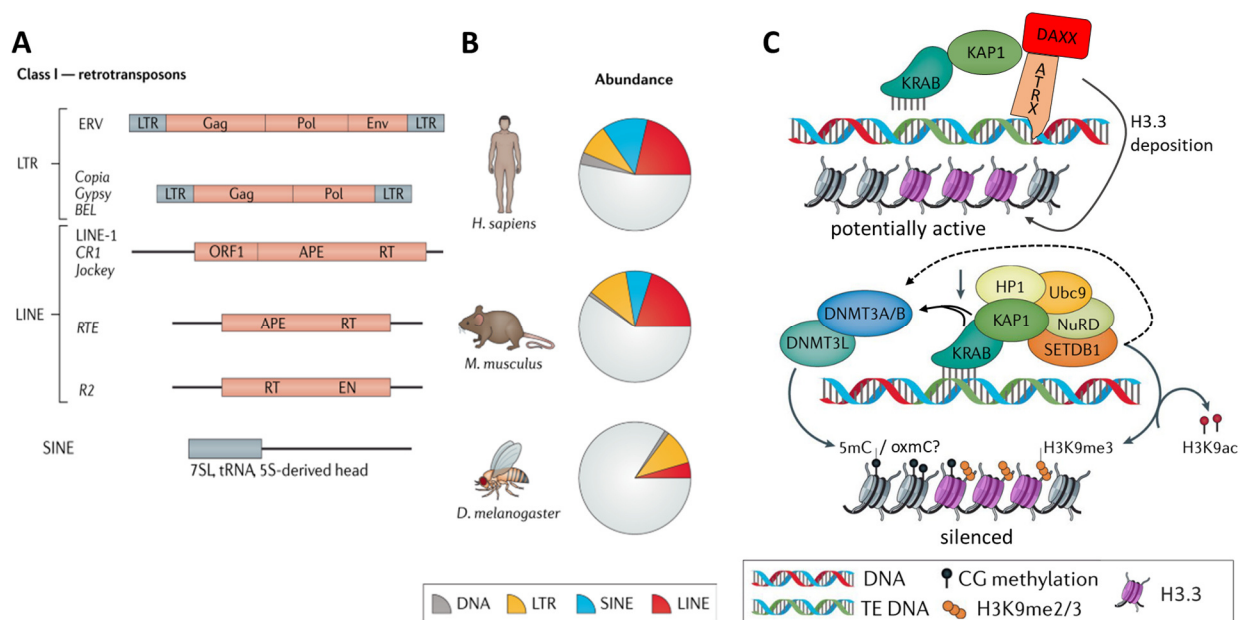 A
Class I — retrotransposons
LTR
ERV
LTR Gag Pol Env LTR
Copia
Gypsy
BEL
LTR Gag Pol LTR
LINE
LINE-1
CR1
Jockey
ORF1 APE RT
RTE
APE RT
R2
RT EN
SINE
7SL, tRNA, 5S-derived head
B
Abundance
H. sapiens
M. musculus
D. melanogaster
DNA LTR SINE LINE
C
KRAB
KAP1
DAXX
ATRX
H3.3
deposition
potentially active
DNMT3A/B
DNMT3L
HP1
Ubc9
KAP1
NuRD
KRAB
SETDB1
5mC / oxmC?
H3K9me3
H3K9ac
silenced
DNA CG methylation
TE DNA H3K9me2/3
H3.3